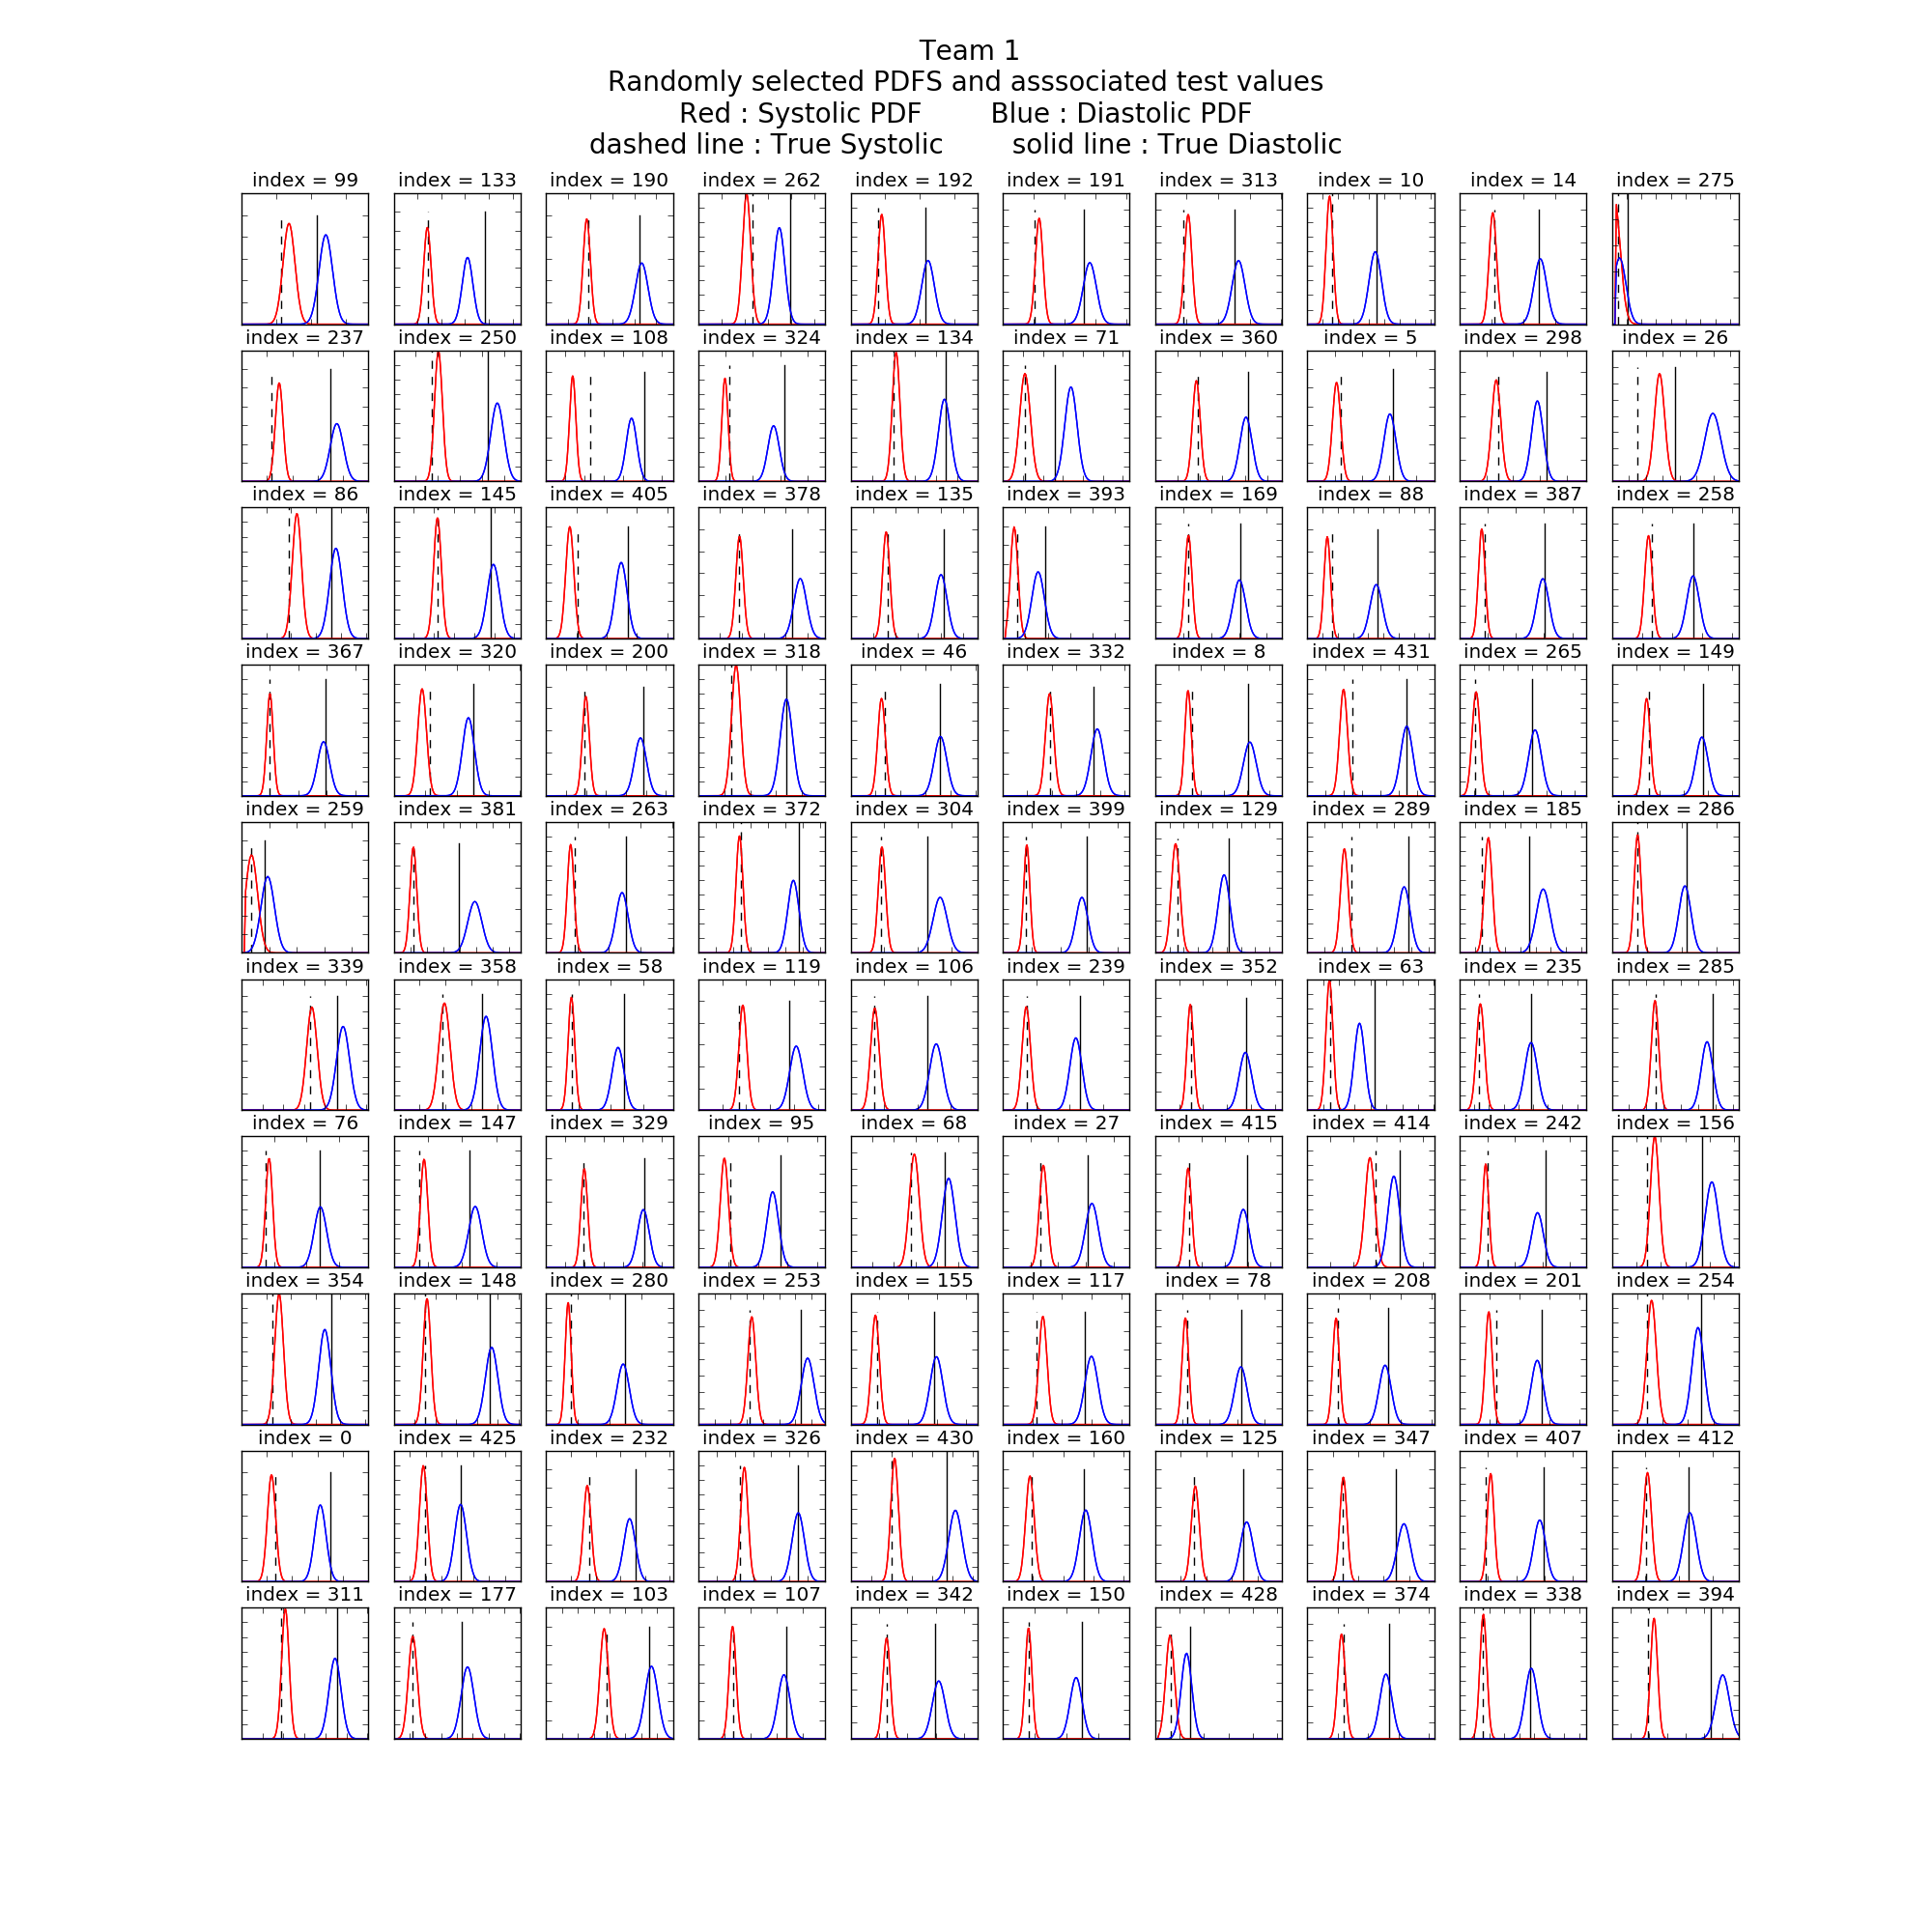 Team 1
Randomly selected PDFS and asssociated test values
Red : Systolic PDF Blue : Diastolic PDF
dashed line : True Systolic solid line : True Diastolic
index = 99 index = 133 index = 190 index = 262 index = 192 index = 191 index = 313 index = 10 index = 14 index = 275
index = 237 index = 250 index = 108 index = 324 index = 134 index = 71 index = 360 index = 5 index = 298 index = 26
index = 86 index = 145 index = 405 index = 378 index = 135 index = 393 index = 169 index = 88 index = 387 index = 258
index = 367 index = 320 index = 200 index = 318 index = 46 index = 332 index = 8 index = 431 index = 265 index = 149
index = 259 index = 381 index = 263 index = 372 index = 304 index = 399 index = 129 index = 289 index = 185 index = 286
index = 339 index = 358 index = 58 index = 119 index = 106 index = 239 index = 352 index = 63 index = 235 index = 285
index = 76 index = 147 index = 329 index = 95 index = 68 index = 27 index = 415 index = 414 index = 242 index = 156
index = 354 index = 148 index = 280 index = 253 index = 155 index = 117 index = 78 index = 208 index = 201 index = 254
index = 0 index = 425 index = 232 index = 326 index = 430 index = 160 index = 125 index = 347 index = 407 index = 412
index = 311 index = 177 index = 103 index = 107 index = 342 index = 150 index = 428 index = 374 index = 338 index = 394